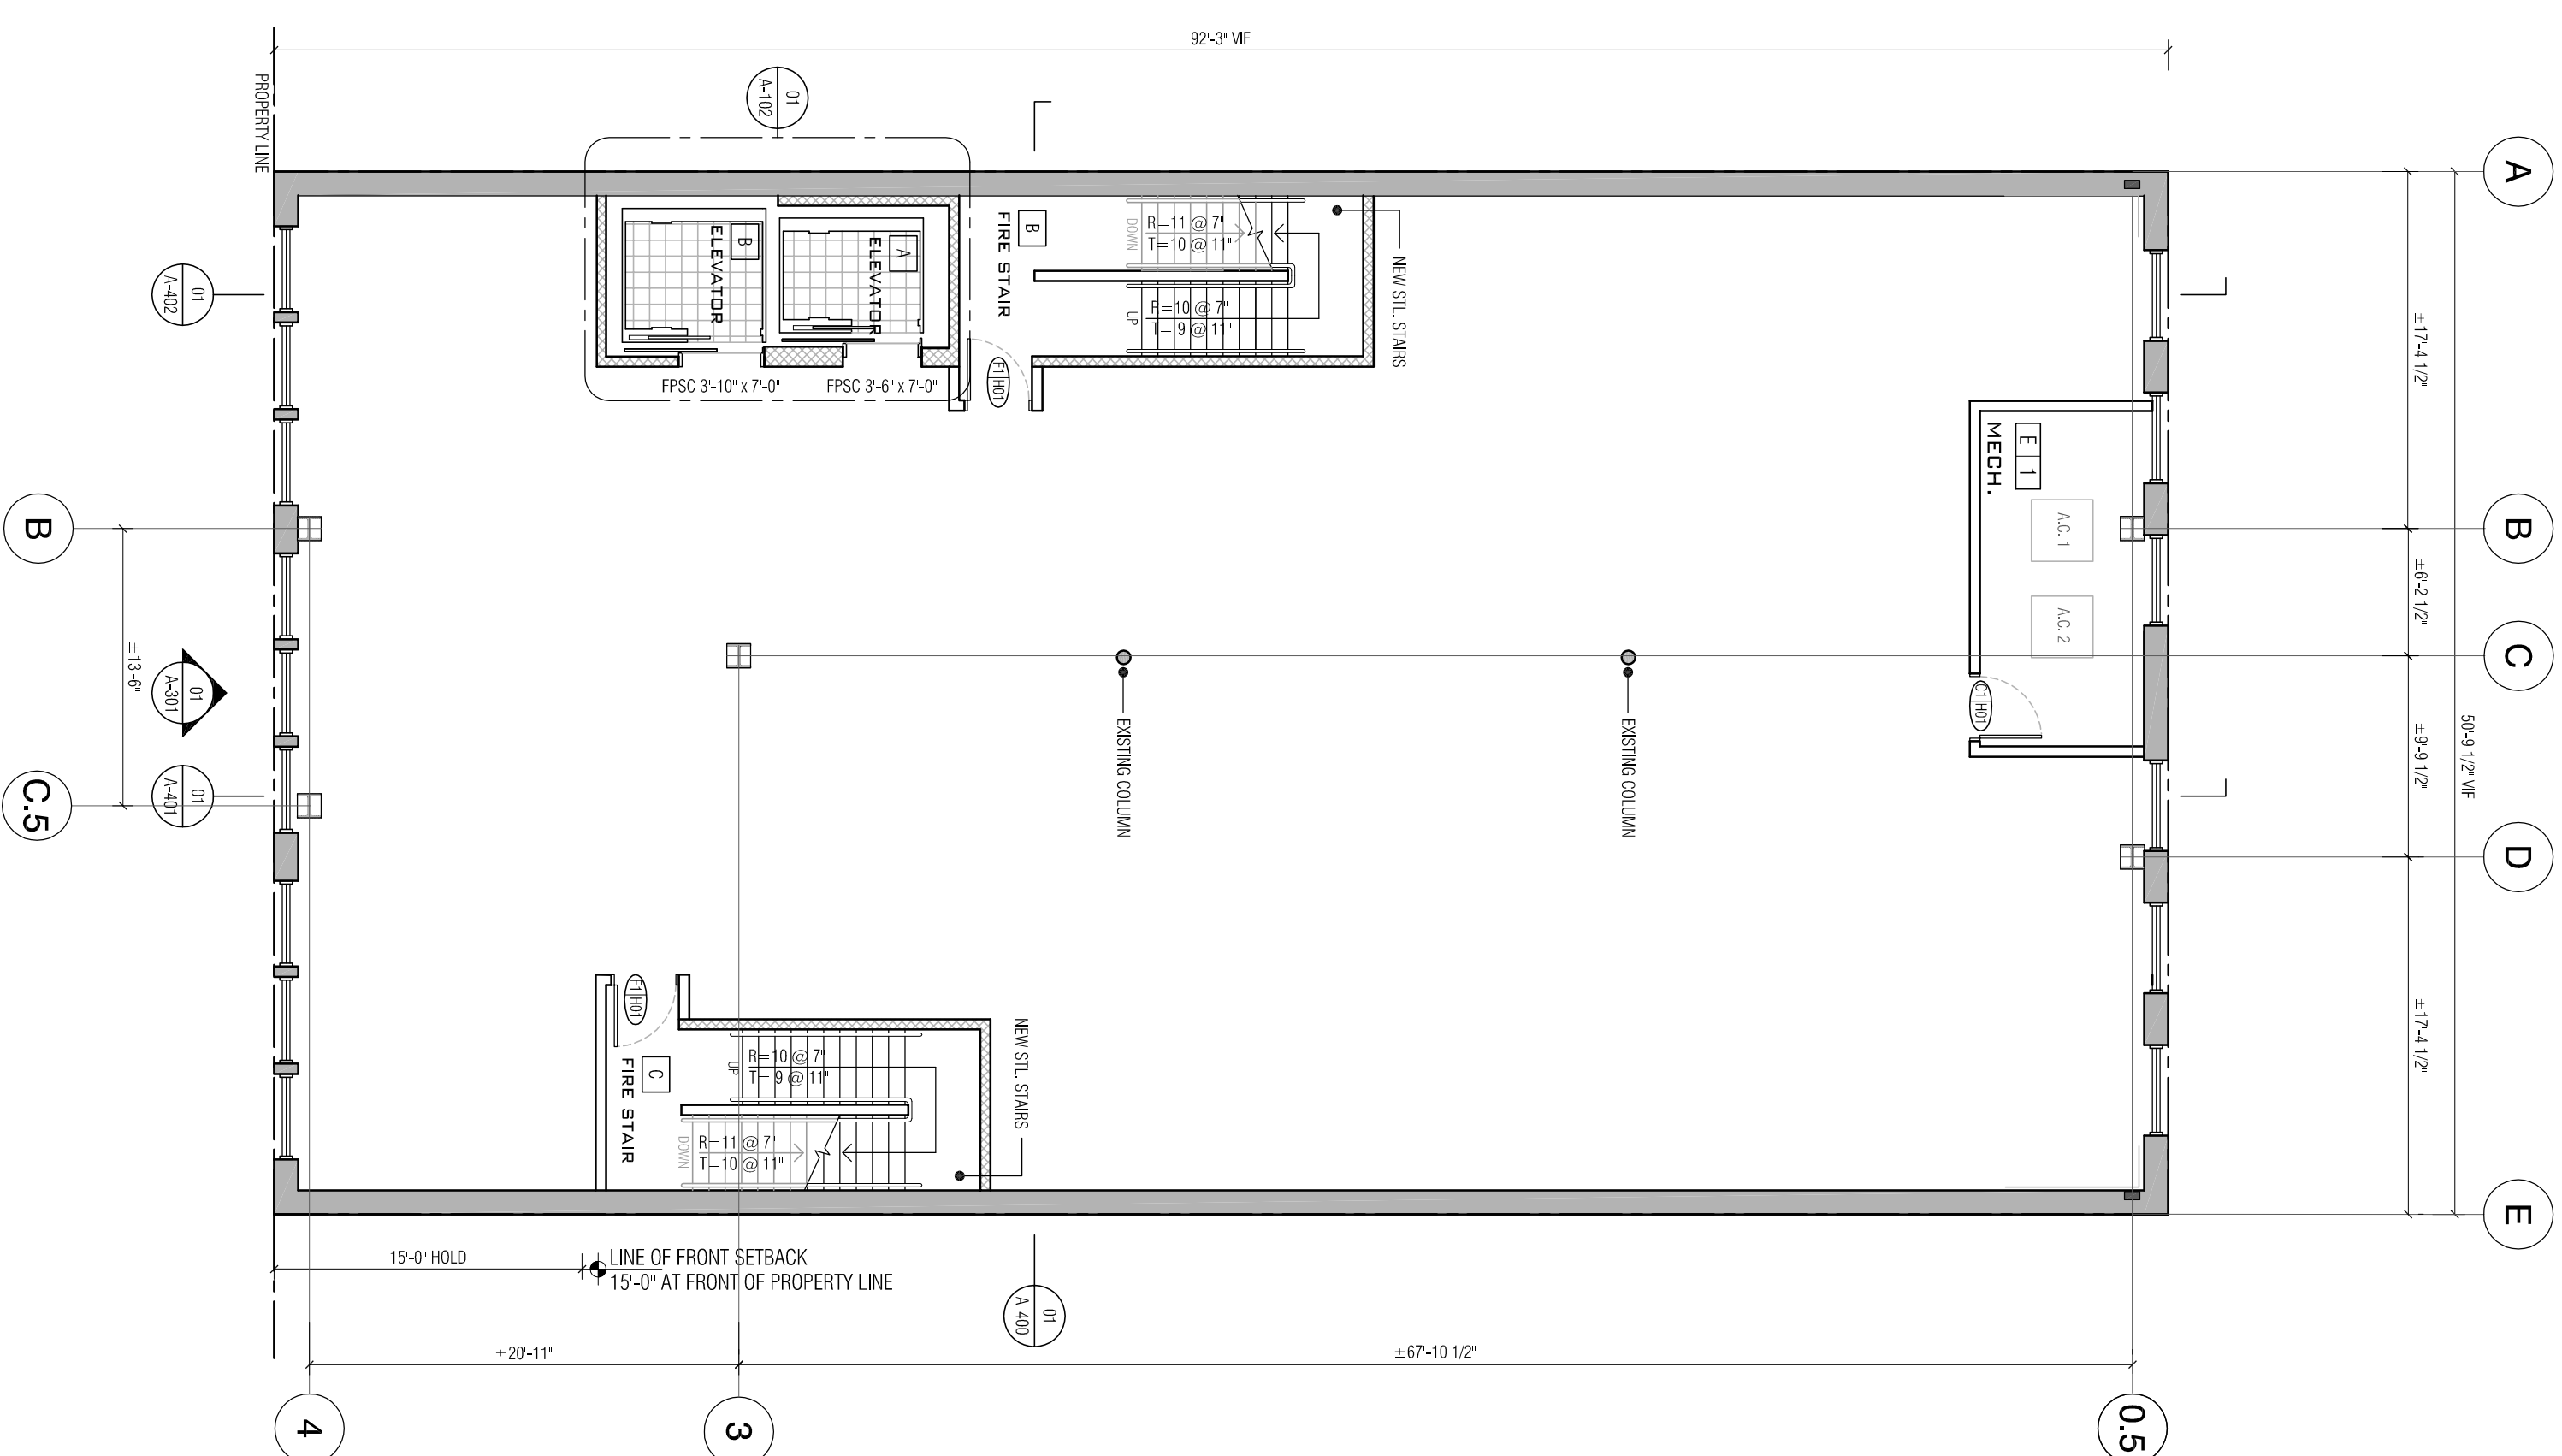 92'-3" VIF
PROPERTY LINE
01
A-102
A
B
ELEVATOR
A
ELEVATOR
FPSC 3'-10" x 7'-0"
FPSC 3'-6" x 7'-0"
B
FIRE STAIR
F1 H01
DOWN
R=11 @ 7"
T=10 @ 11"
UP
R=10 @ 7"
T= 9 @ 11"
NEW STL. STAIRS
01
A-402
±17'-4 1/2"
E 1
MECH.
A.C. 1
A.C. 2
C1 H01
B
B
±6'-2 1/2"
C
±13'-6"
01
A-301
01
A-401
C.5
EXISTING COLUMN
EXISTING COLUMN
50'-9 1/2" VIF
±9'-9 1/2"
D
±17'-4 1/2"
F1 H01
C
FIRE STAIR
UP
R=10 @ 7"
T= 9 @ 11"
DOWN
R=11 @ 7"
T=10 @ 11"
NEW STL. STAIRS
E
15'-0" HOLD
LINE OF FRONT SETBACK
15'-0" AT FRONT OF PROPERTY LINE
01
A-400
±20'-11"
±67'-10 1/2"
4
3
0.5